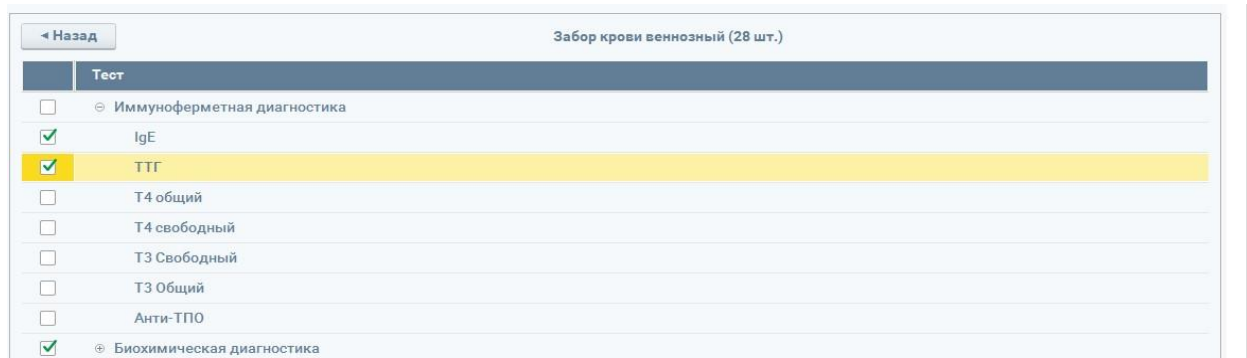 Назад
Забор крови веннозный (28 шт.)
Тест
Иммуноферметная диагностика
IgE
ТТГ
Т4 общий
Т4 свободный
Т3 Свободный
Т3 Общий
Анти-ТПО
Биохимическая диагностика